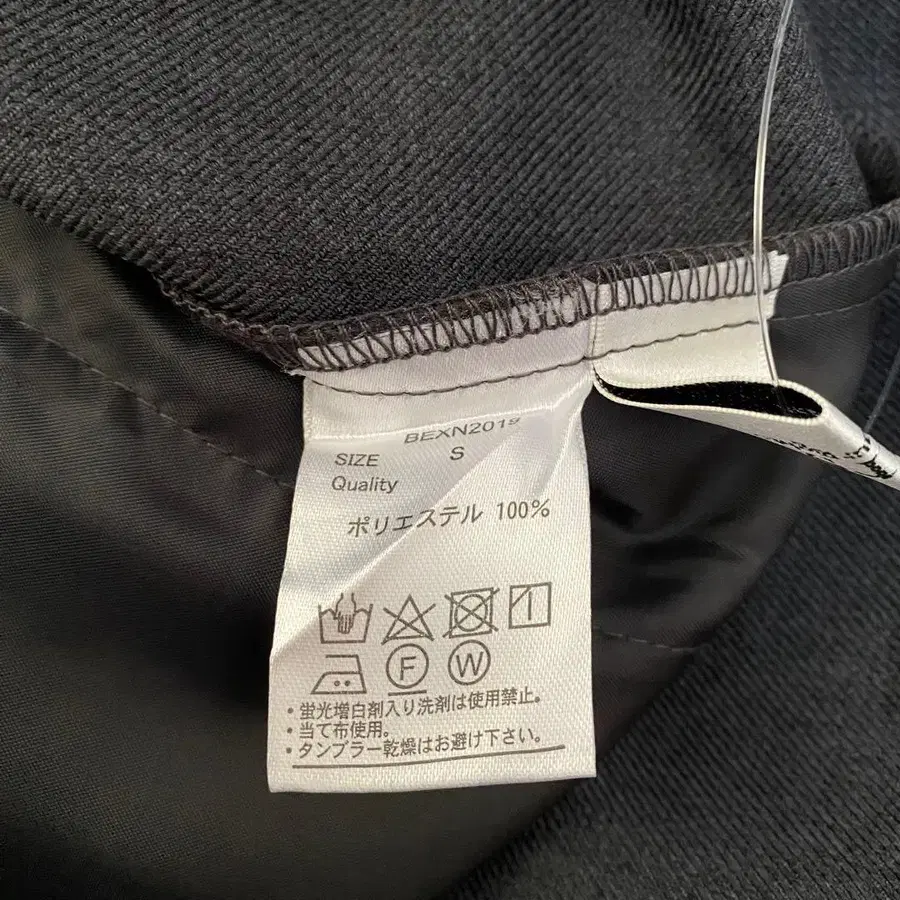 BEXN2019
SIZE S
Quality
ポリエステル 100%
F W
・蛍光増白剤入り洗剤は使用禁止。
・当て布使用。
・タンブラー乾燥はお避け下さい。